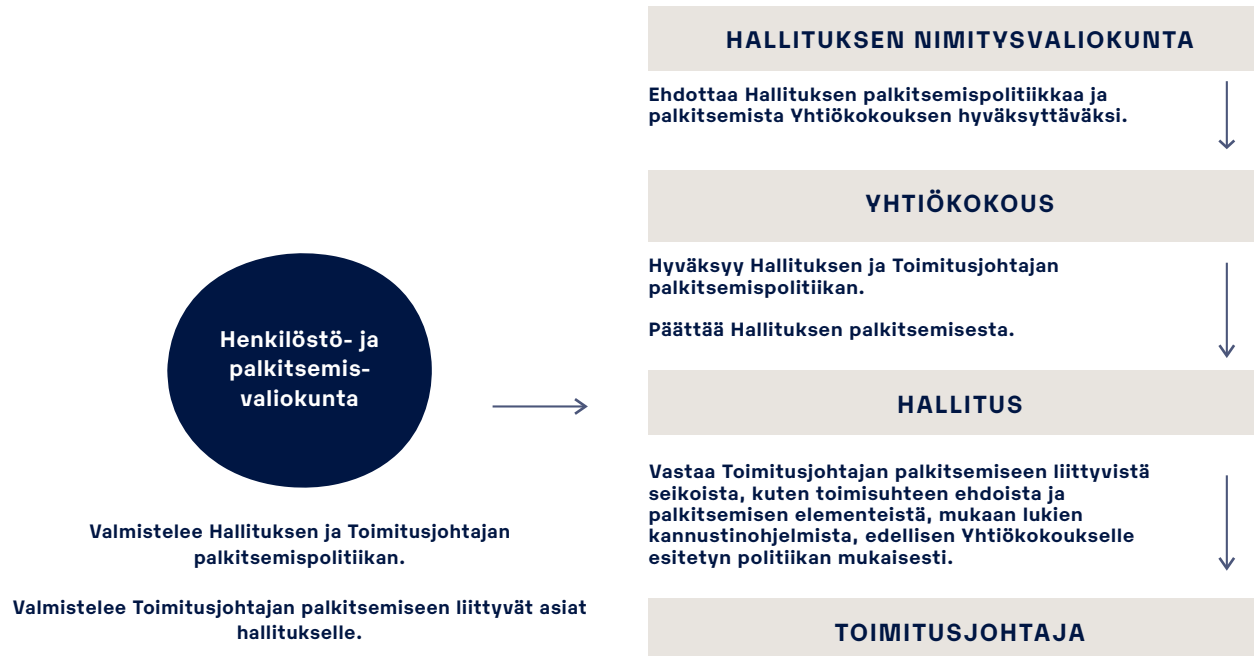 HALLITUKSEN NIMITYSVALIOKUNTA
Ehdottaa Hallituksen palkitsemispolitiikkaa ja
palkitsemista Yhtiökokouksen hyväksyttäväksi.
YHTIÖKOKOUS
Hyväksyy Hallituksen ja Toimitusjohtajan
palkitsemispolitiikan.
Päättää Hallituksen palkitsemisesta.
Henkilöstö- ja
palkitsemis-
valiokunta
Valmistelee Hallituksen ja Toimitusjohtajan
palkitsemispolitiikan.
Valmistelee Toimitusjohtajan palkitsemiseen liittyvät asiat
hallitukselle.
HALLITUS
Vastaa Toimitusjohtajan palkitsemiseen liittyvistä
seikoista, kuten toimisuhteen ehdoista ja
palkitsemisen elementeistä, mukaan lukien
kannustinohjelmista, edellisen Yhtiökokoukselle
esitetyn politiikan mukaisesti.
TOIMITUSJOHTAJA